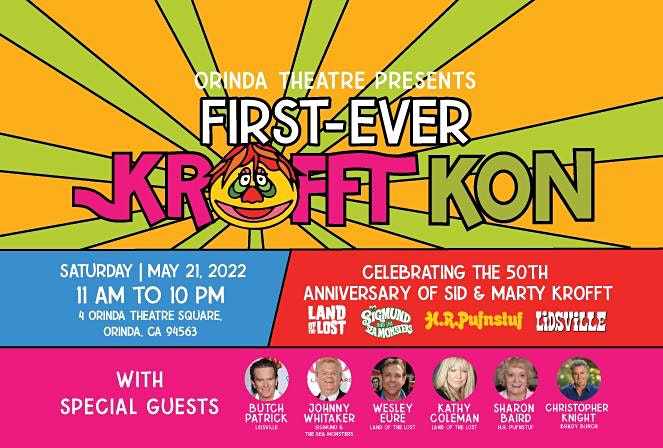 ORINDA THEATRE PRESENTS
FIRST-EVER
KROFFT KON
SATURDAY | MAY 21, 2022
11 AM TO 10 PM
4 ORINDA THEATRE SQUARE,
ORINDA, CA 94563
CELEBRATING THE 50TH
ANNIVERSARY OF SID & MARTY KROFFT
LAND
OF THE
LOST
SIGMUND
AND THE
SEA MONSTERS
H.R. Pufnstuf
LIDSVILLE
WITH
SPECIAL GUESTS
BUTCH
PATRICK
LIDSVILLE
JOHNNY
WHITAKER
SIGMUND &
THE SEA MONSTERS
WESLEY
EURE
LAND OF THE LOST
KATHY
COLEMAN
LAND OF THE LOST
SHARON
BAIRD
H.R. PUFNSTUF
CHRISTOPHER
KNIGHT
BRADY BUNCH